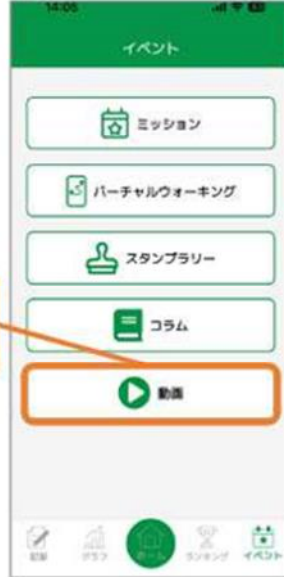 14:05
イベント
ミッション
バーチャルウォーキング
スタンプラリー
コラム
動画
記録
グラフ
ホーム
ランキング
イベント